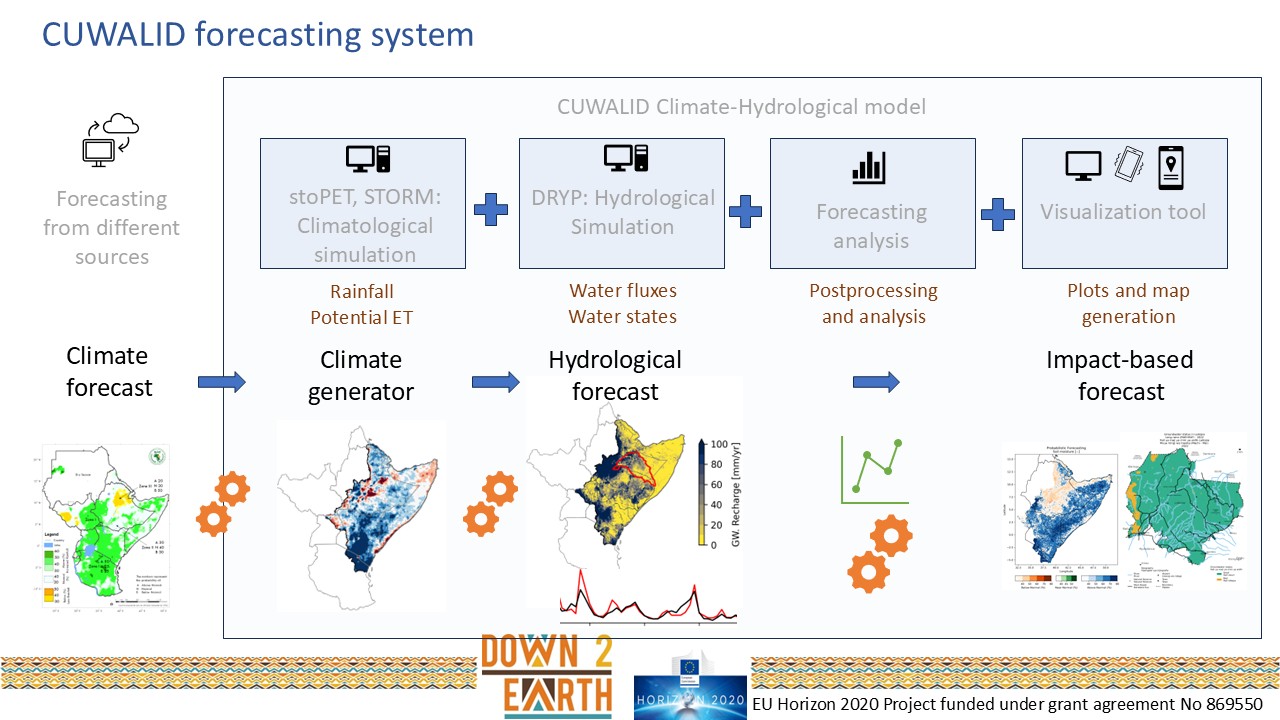 CUWALID forecasting system
CUWALID Climate-Hydrological model
Forecasting
from different
sources
stoPET, STORM:
Climatological
simulation
DRYP: Hydrological
Simulation
Forecasting
analysis
Visualization tool
Rainfall
Potential ET
Water fluxes
Water states
Postprocessing
and analysis
Plots and map
generation
Climate
forecast
Climate
generator
Hydrological
forecast
Impact-based
forecast
100
80
60
40
20
0
GW. Recharge [mm/yr]
Legend
Probabilistic Forecasting
DOWN 2
EARTH
HORIZON 2020
EU Horizon 2020 Project funded under grant agreement No 869550